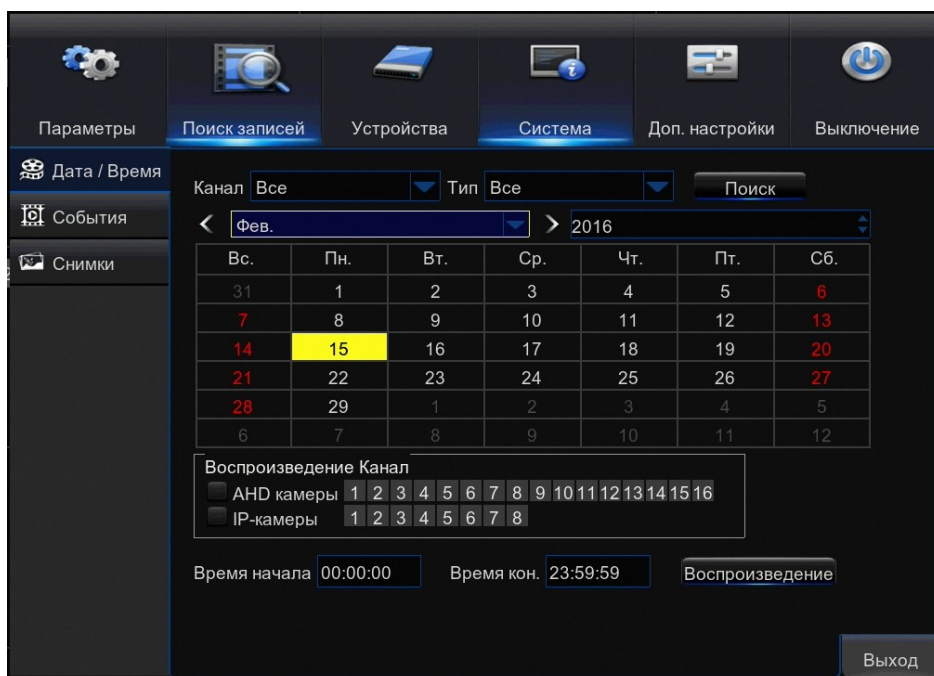 Параметры Поиск записей Устройства Система Доп. настройки Выключение
Дата / Время
События
Снимки
Канал Все Тип Все Поиск
Фев. 2016
Вс. Пн. Вт. Ср. Чт. Пт. Сб.
31 1 2 3 4 5 6
7 8 9 10 11 12 13
14 15 16 17 18 19 20
21 22 23 24 25 26 27
28 29 1 2 3 4 5
6 7 8 9 10 11 12
Воспроизведение Канал
AHD камеры 1 2 3 4 5 6 7 8 9 10 11 12 13 14 15 16
IP-камеры 1 2 3 4 5 6 7 8
Время начала 00:00:00 Время кон. 23:59:59 Воспроизведение
Выход